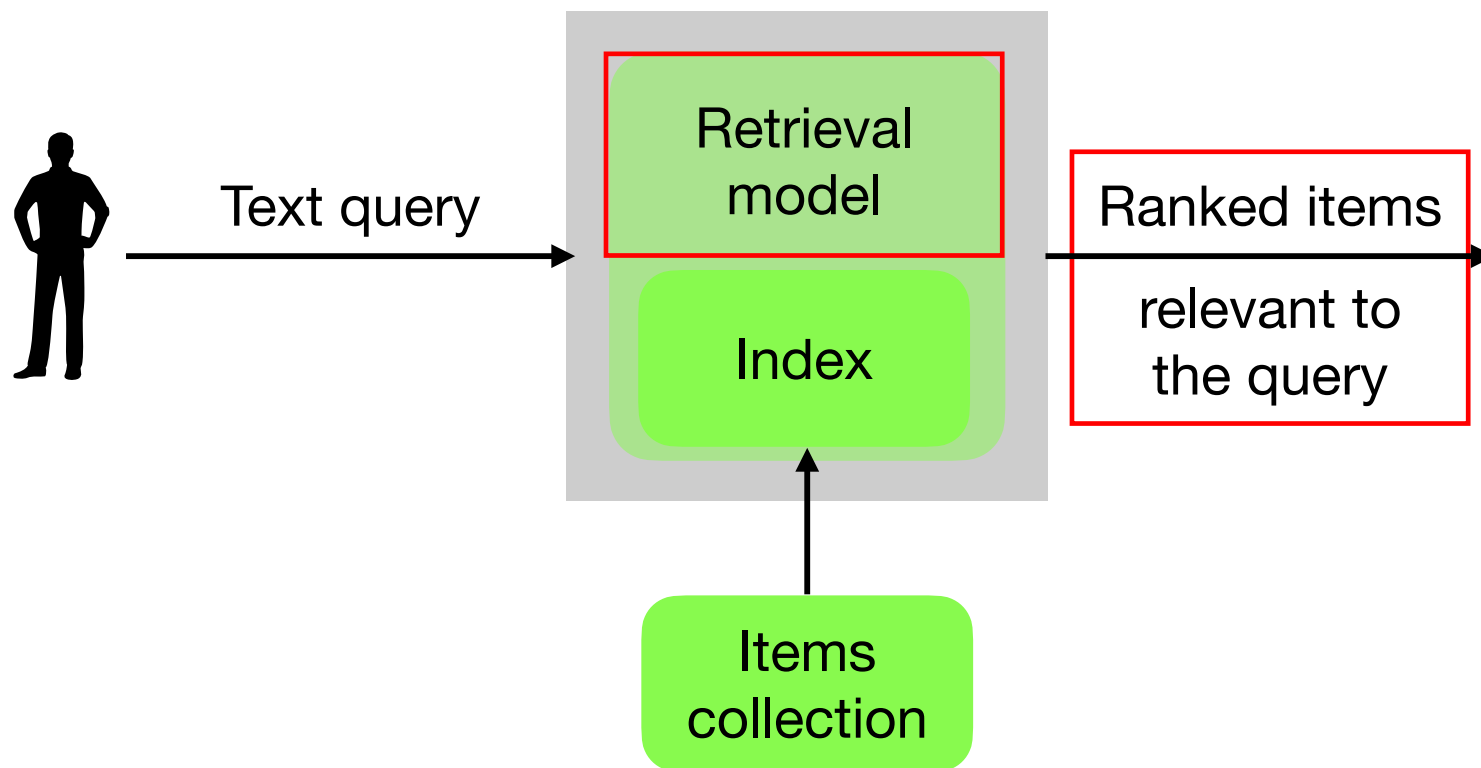 Text query
Retrieval
model
Index
Items
collection
Ranked items
relevant to
the query